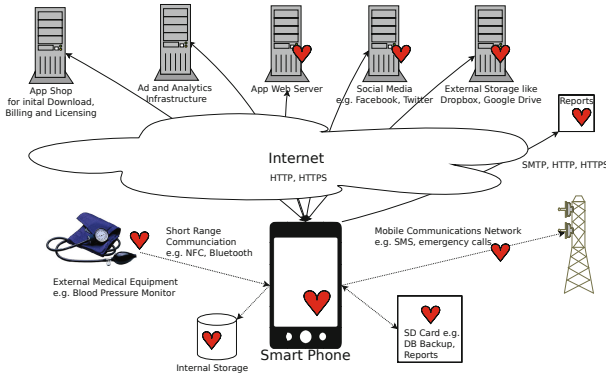 App Shop
for inital Download,
Billing and Licensing
Ad and Analytics
Infrastructure
App Web Server
Social Media
e.g. Facebook, Twitter
External Storage like
Dropbox, Google Drive
Reports
Internet
HTTP, HTTPS
SMTP, HTTP, HTTPS
Short Range
Communciation
e.g. NFC, Bluetooth
Mobile Communications Network
e.g. SMS, emergency calls
External Medical Equipment
e.g. Blood Pressure Monitor
SD Card e.g.
DB Backup,
Reports
Internal Storage
Smart Phone